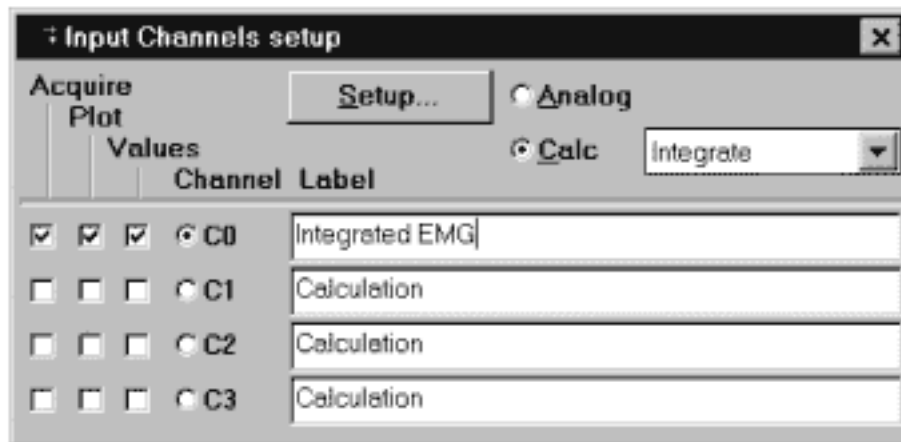 Input Channels setup
Acquire
Setup...
Analog
Plot
Values
Calc
Integrate
Channel Label
C0 Integrated EMG
C1 Calculation
C2 Calculation
C3 Calculation